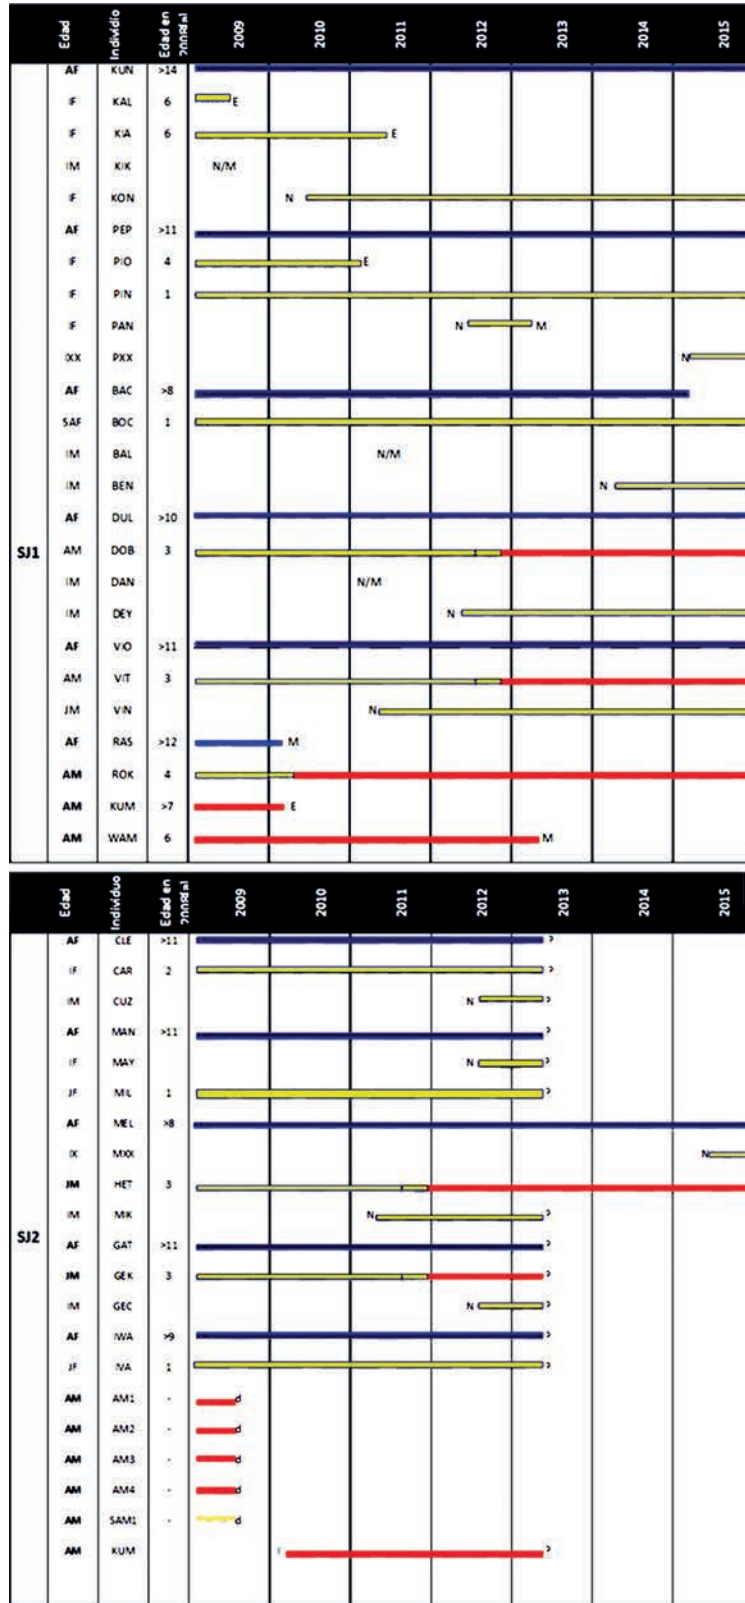 Edad Individio Edad en 2008(a) 2009 2010 2011 2012 2013 2014 2015
AF KUN >14
IF KAL 6 E
IF KIA 6 E
IM KIK N/M
IF KON N
AF PEP >11
IF PIO 4 E
IF PIN 1
IF PAN N M
IXX PXX N
AF BAC >8
SAF BOC 1
IM BAL N/M
IM BEN N
AF DUL >10
SJ1 AM DOB 3
IM DAN N/M
IM DEY N
AF VIO >11
AM VIT 3
JM VIN N
AF RAS >12 M
AM ROK 4
AM KUM >7 E
AM WAM 6 M
Edad Individuo Edad en 2008(a) 2009 2010 2011 2012 2013 2014 2015
AF CLE >11 ?
IF CAR 2 ?
IM CUZ N ?
AF MAN >11 ?
IF MAY N ?
JF MIL 1 ?
AF MEL >8
IX MXX N
JM HET 3
SJ2 IM MIK N ?
AF GAT >11 ?
JM GEK 3 ?
IM GEC N ?
AF IWA >9 ?
JF IVA 1 ?
AM AM1 - d
AM AM2 - d
AM AM3 - d
AM AM4 - d
AM SAM1 - d
AM KUM ?